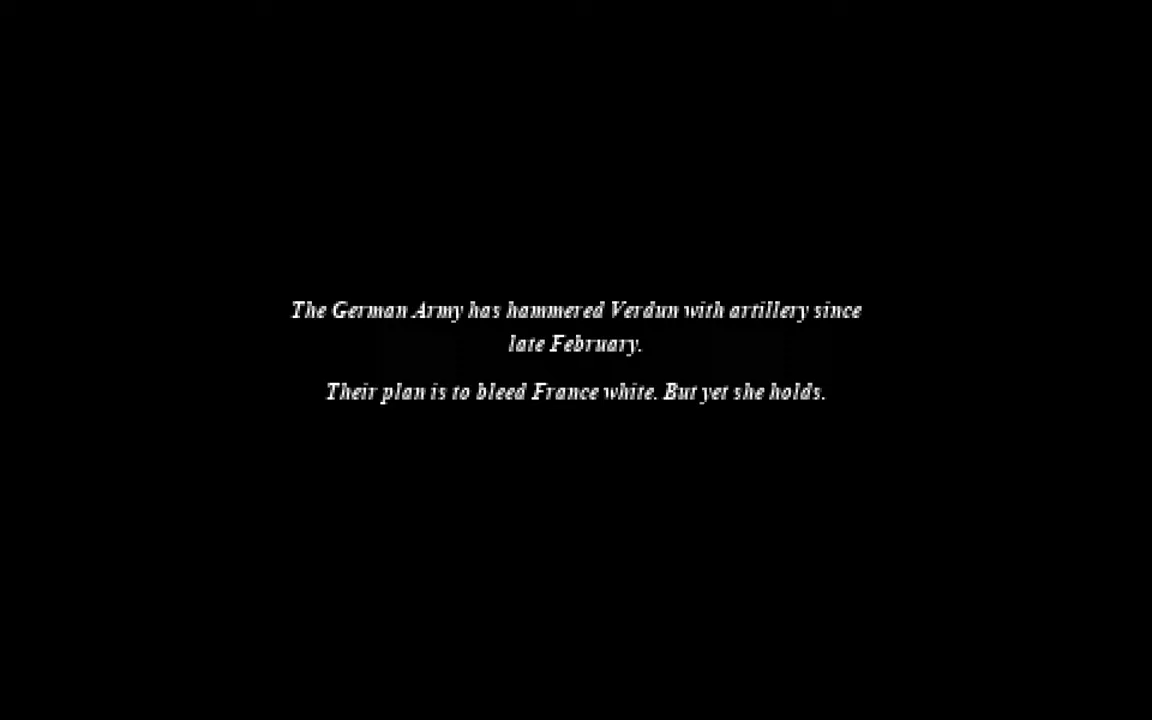 The German Army has hammered Verdun with artillery since
late February.
Their plan is to bleed France white. But yet she holds.